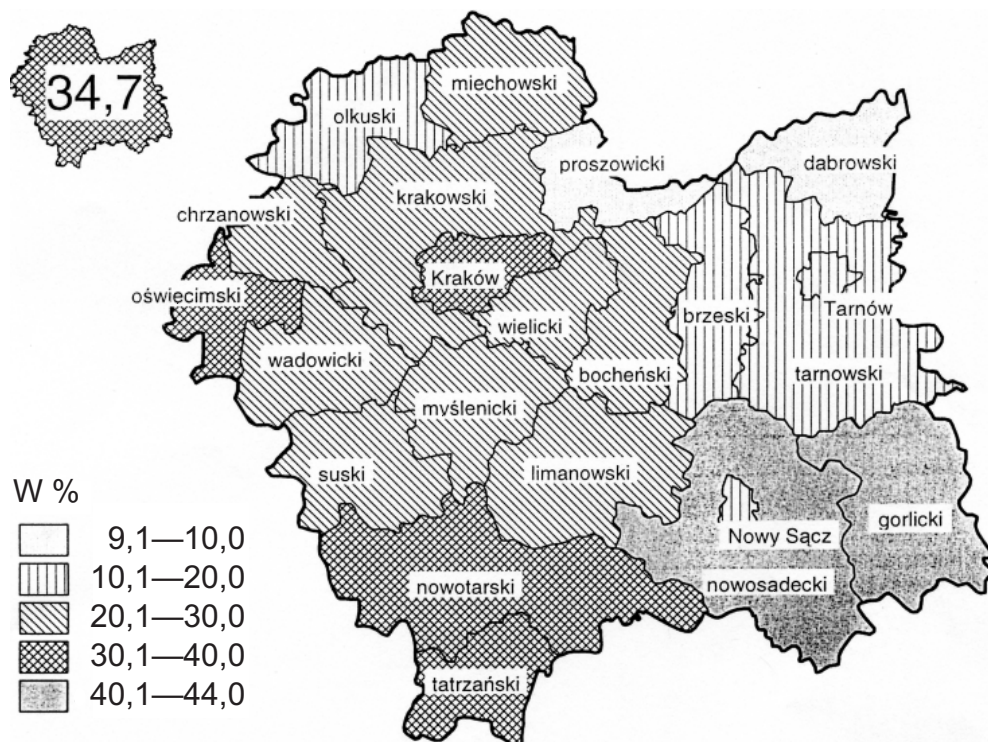 34,7
miechowski
olkuski
proszowicki
dabrowski
krakowski
chrzanowski
Kraków
oświęcimski
wielicki
brzeski
Tarnów
wadowicki
bocheński
tarnowski
myślenicki
suski
limanowski
W %
9,1—10,0
10,1—20,0
20,1—30,0
30,1—40,0
40,1—44,0
gorlicki
Nowy Sącz
nowotarski
nowosadecki
tatrzański